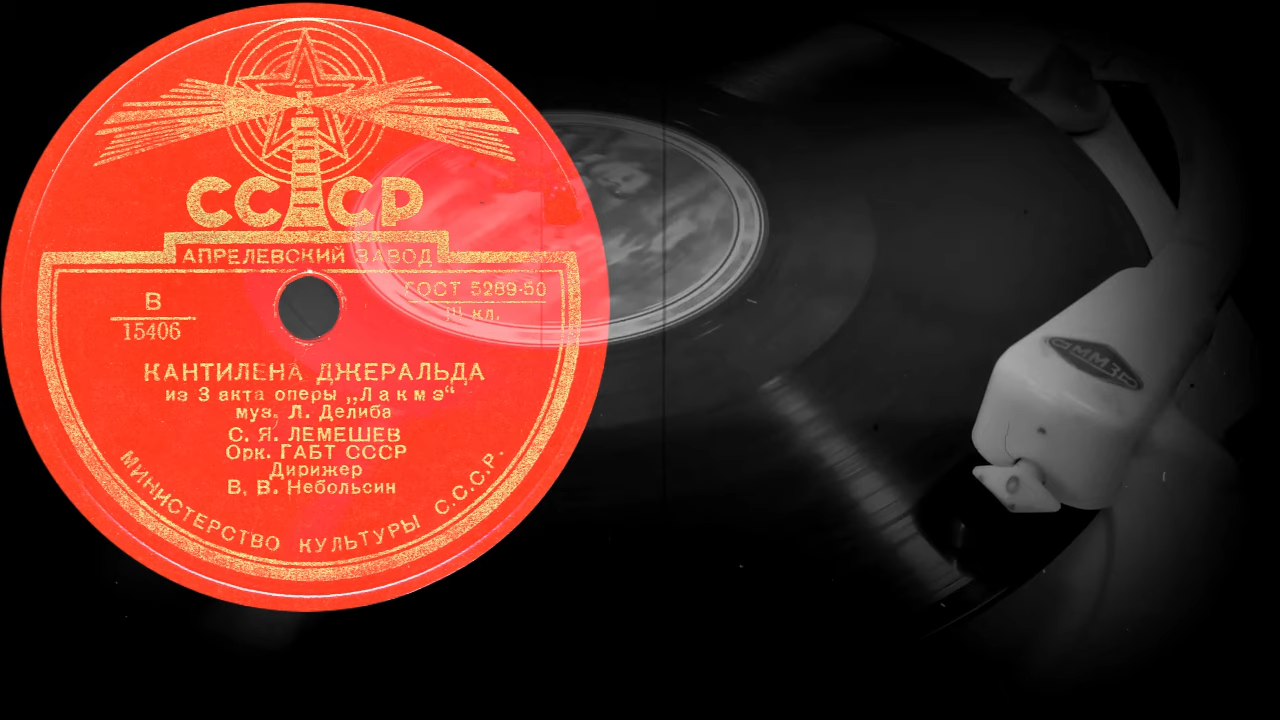 СССР
АПРЕЛЕВСКИЙ ЗАВОД
В
15406
ГОСТ 5289-50
III кл.
КАНТИЛЕНА ДЖЕРАЛЬДА
из 3 акта оперы „Лакмэ“
муз. Л. Делиба
С. Я. ЛЕМЕШЕВ
Орк. ГАБТ СССР
Дирижер
В. В. Небольсин
МИНИСТЕРСТВО КУЛЬТУРЫ С.С.С.Р.